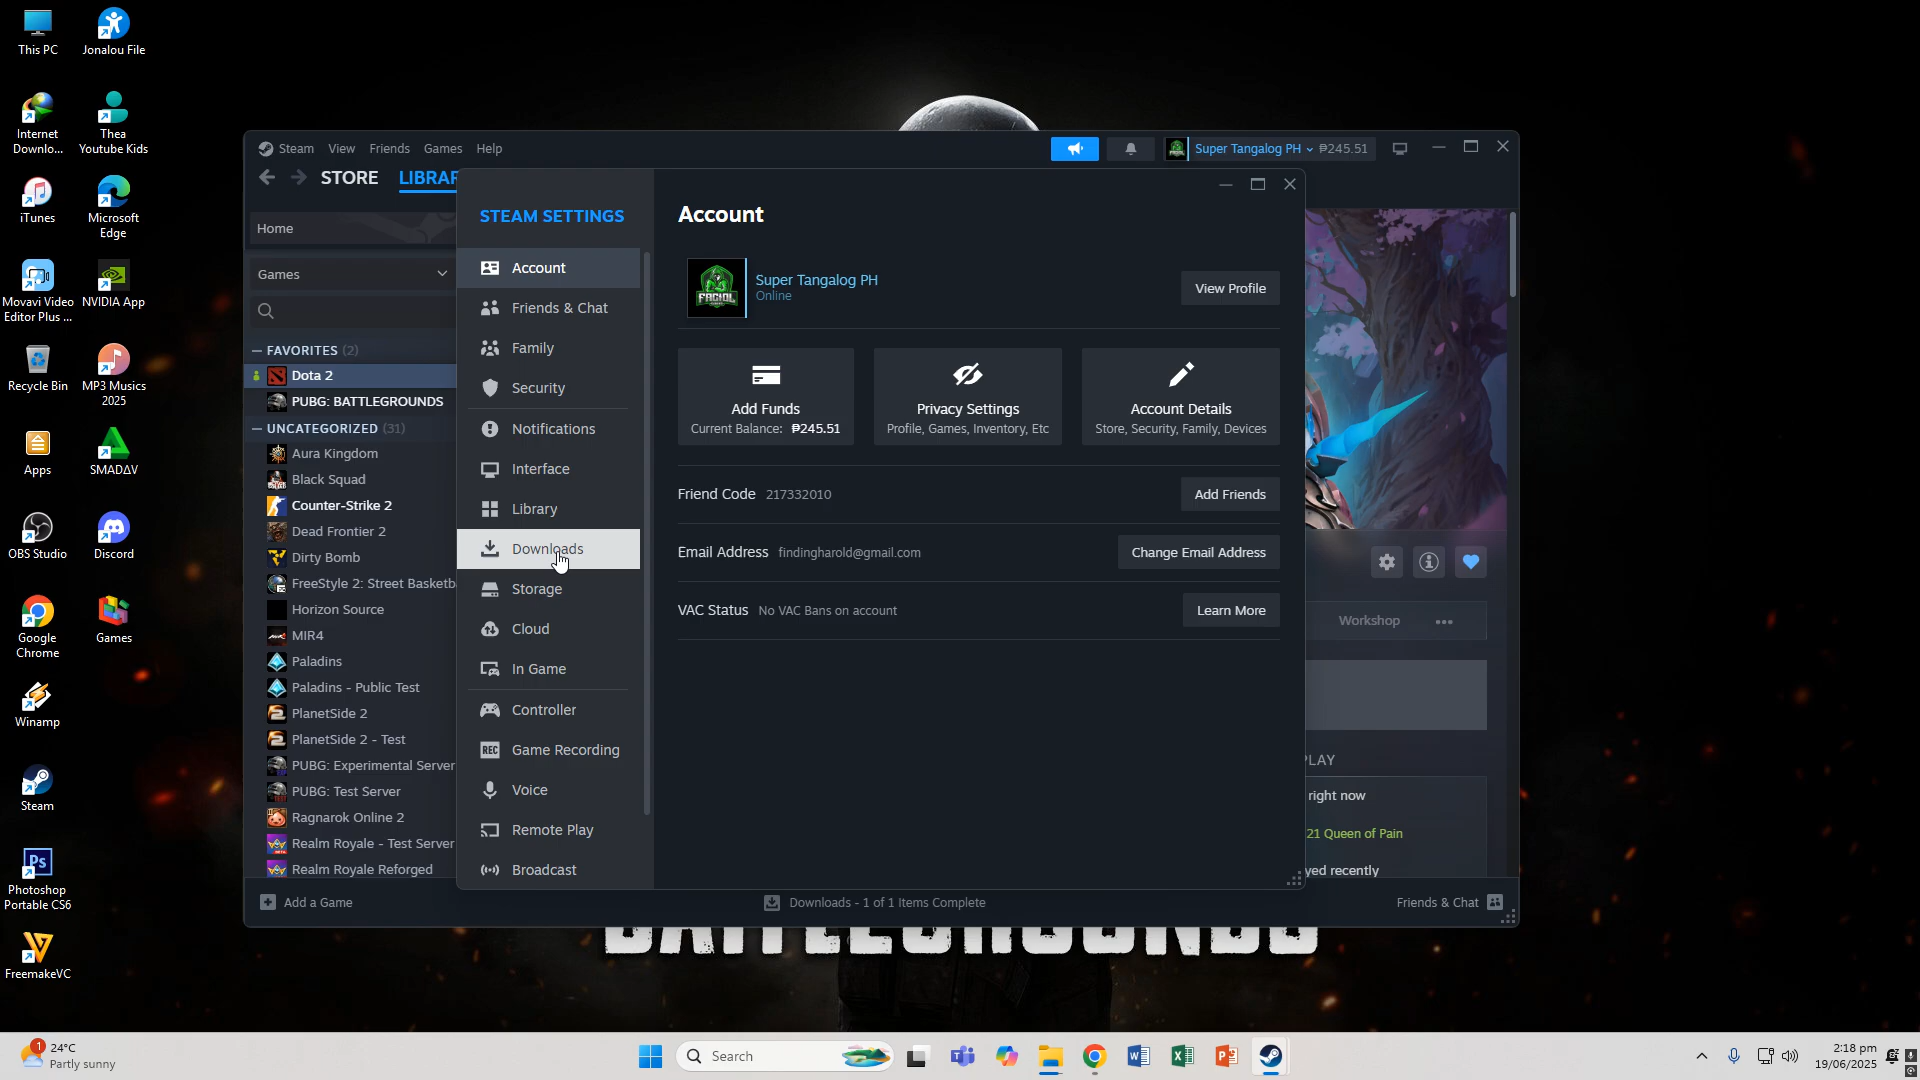 This PC
Jonalou File
Internet
Downlo...
Thea
Youtube Kids
iTunes
Microsoft
Edge
Movavi Video
Editor Plus ...
NVIDIA App
Recycle Bin
MP3 Musics
2025
Apps
SMADΔV
OBS Studio
Discord
Google
Chrome
Games
Winamp
Steam
Photoshop
Portable CS6
FreemakeVC
Steam View Friends Games Help
Super Tangalog PH ₱245.51
STORE LIBRAR
Home
Games
FAVORITES (2)
Dota 2
PUBG: BATTLEGROUNDS
UNCATEGORIZED (31)
Aura Kingdom
Black Squad
Counter-Strike 2
Dead Frontier 2
Dirty Bomb
FreeStyle 2: Street Basketb
Horizon Source
MIR4
Paladins
Paladins - Public Test
PlanetSide 2
PlanetSide 2 - Test
PUBG: Experimental Server
PUBG: Test Server
Ragnarok Online 2
Realm Royale - Test Server
Realm Royale Reforged
STEAM SETTINGS
Account
Friends & Chat
Family
Security
Notifications
Interface
Library
Downloads
Storage
Cloud
In Game
Controller
REC Game Recording
Voice
Remote Play
Broadcast
Account
Super Tangalog PH
Online
View Profile
Add Funds
Current Balance: ₱245.51
Privacy Settings
Profile, Games, Inventory, Etc
Account Details
Store, Security, Family, Devices
Friend Code 217332010
Add Friends
Email Address findingharold@gmail.com
Change Email Address
VAC Status No VAC Bans on account
Learn More
Workshop
PLAY
right now
21 Queen of Pain
yed recently
Add a Game
Downloads - 1 of 1 Items Complete
Friends & Chat
BATTLEGROUNDS
1
24°C
Partly sunny
Search
2:18 pm
19/06/2025